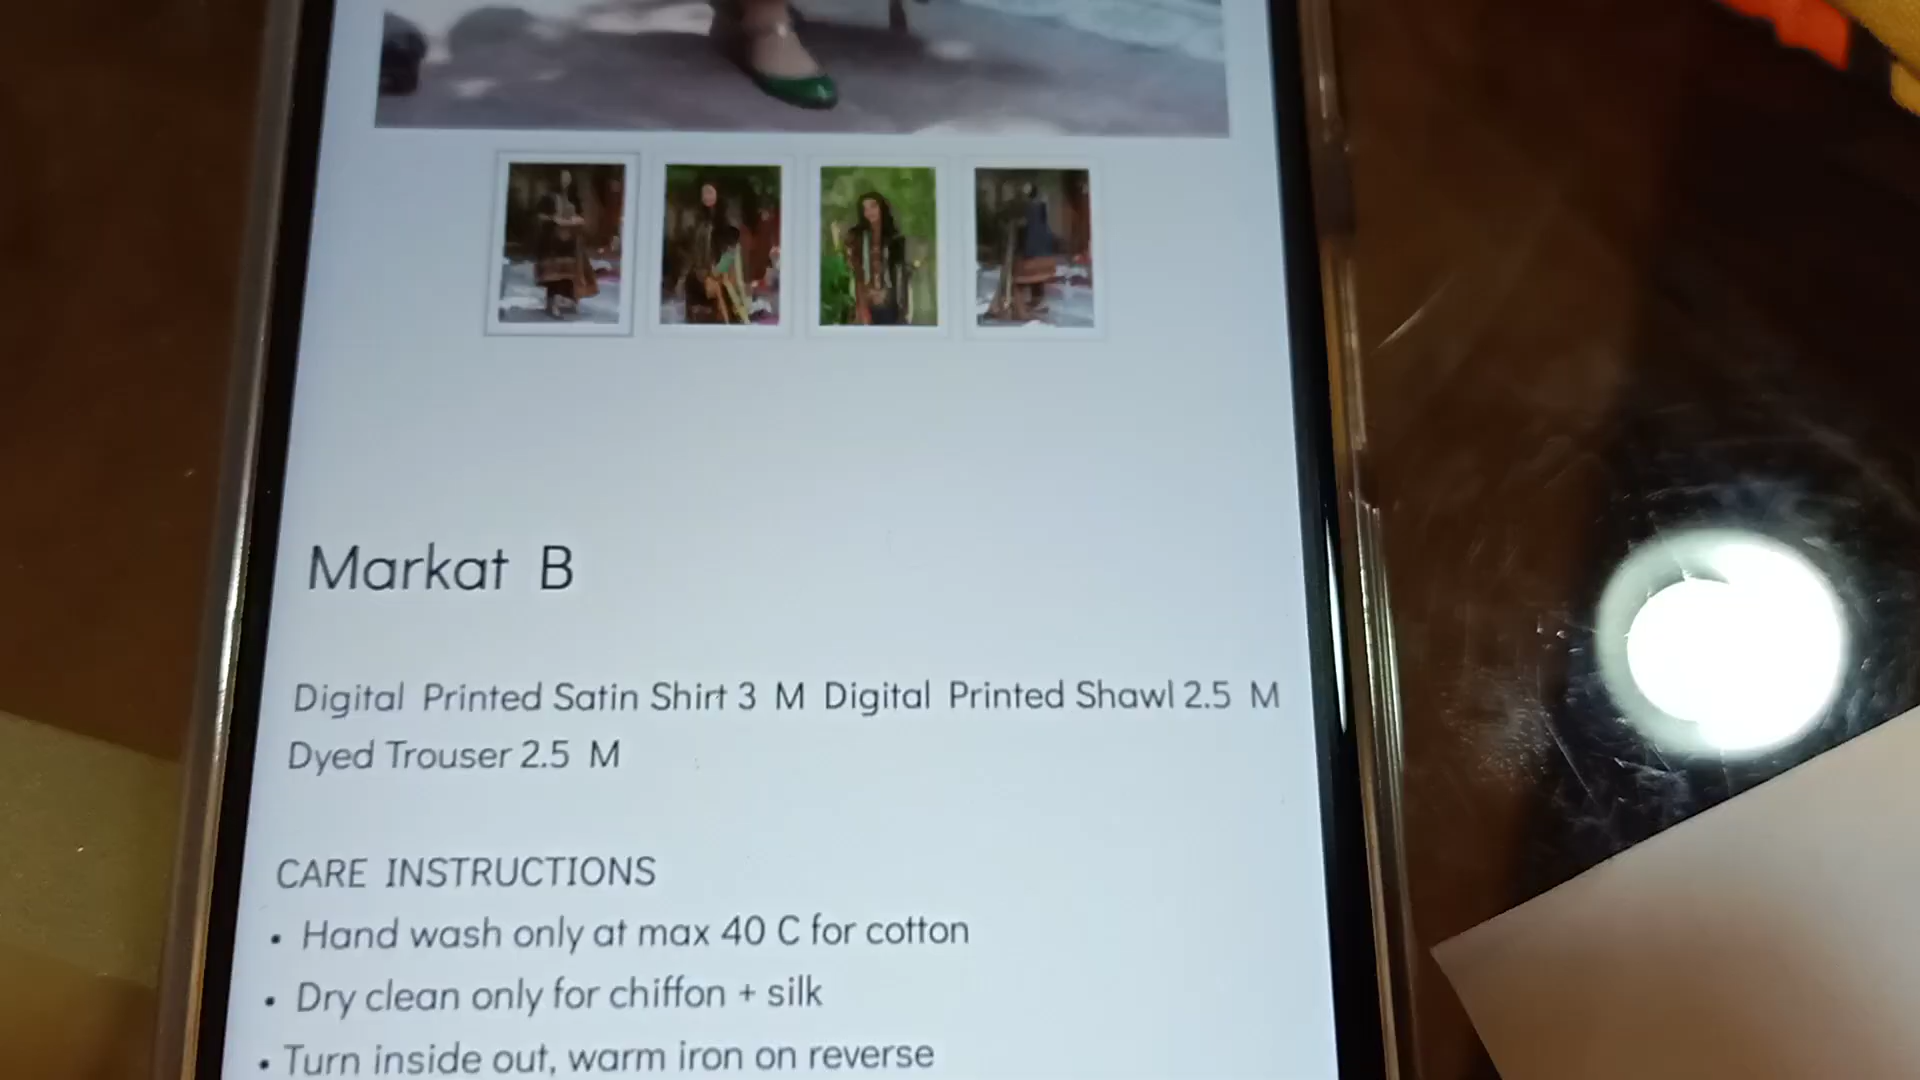 Markat B
Digital Printed Satin Shirt 3 M Digital Printed Shawl 2.5 M
Dyed Trouser 2.5 M
CARE INSTRUCTIONS
• Hand wash only at max 40 C for cotton
• Dry clean only for chiffon + silk
• Turn inside out, warm iron on reverse